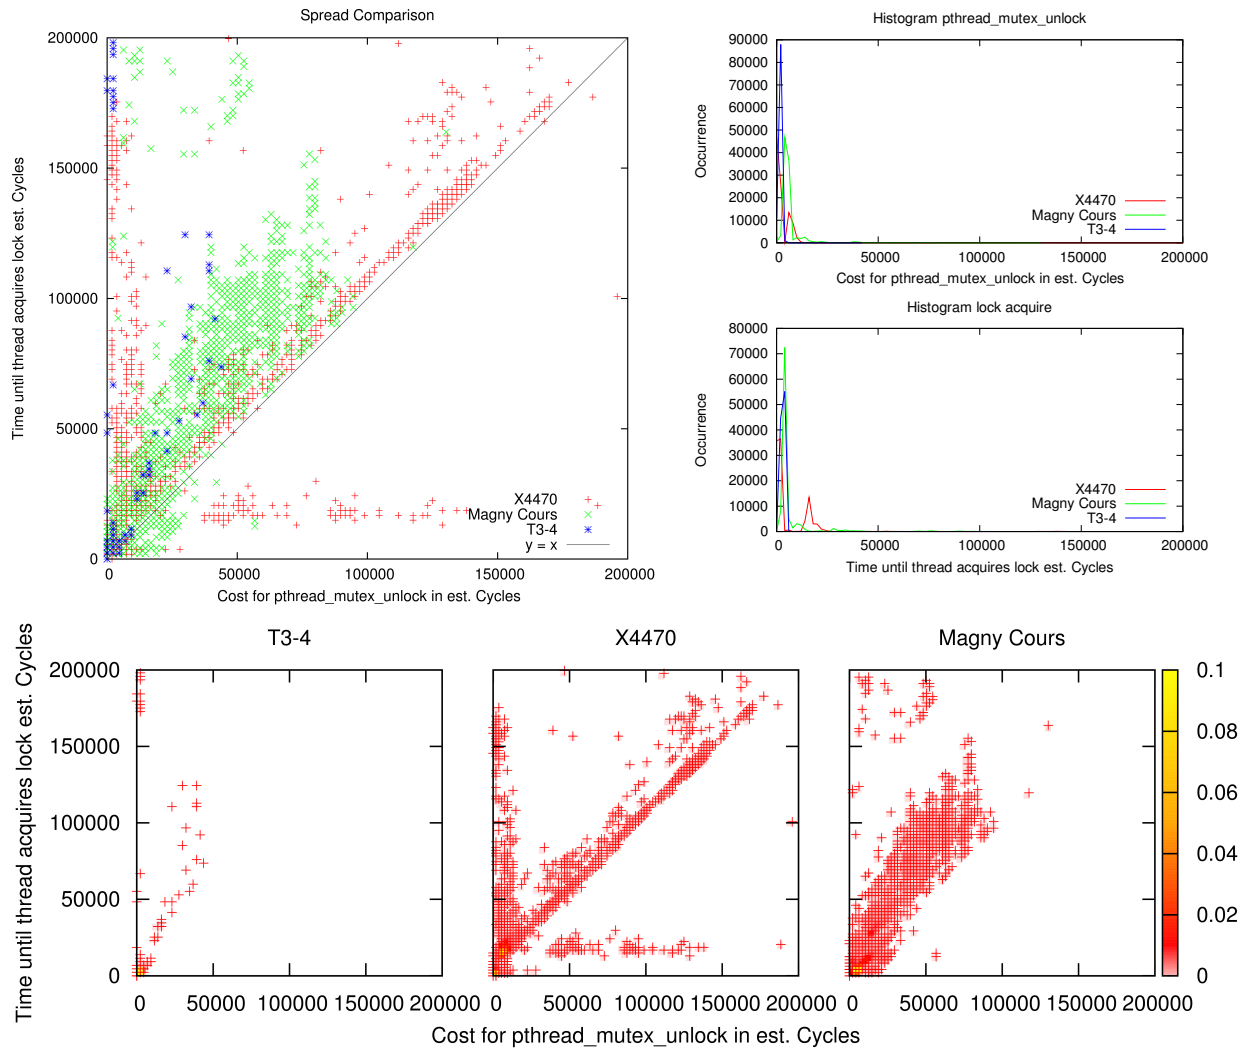 Spread Comparison
200000
150000
100000
50000
0
Time until thread acquires lock est. Cycles
X4470
Magny Cours
T3-4
y = x
0 50000 100000 150000 200000
Cost for pthread_mutex_unlock in est. Cycles
Histogram pthread_mutex_unlock
90000
80000
70000
60000
50000
40000
30000
20000
10000
0
Occurrence
X4470
Magny Cours
T3-4
0 50000 100000 150000 200000
Cost for pthread_mutex_unlock in est. Cycles
Histogram lock acquire
80000
70000
60000
50000
40000
30000
20000
10000
0
Occurrence
X4470
Magny Cours
T3-4
0 50000 100000 150000 200000
Time until thread acquires lock est. Cycles
T3-4 X4470 Magny Cours
200000
150000
100000
50000
0
Time until thread acquires lock est. Cycles
0 50000 100000 150000 200000
0 50000 100000 150000 200000
0 50000 100000 150000 200000
0.1
0.08
0.06
0.04
0.02
0
Cost for pthread_mutex_unlock in est. Cycles